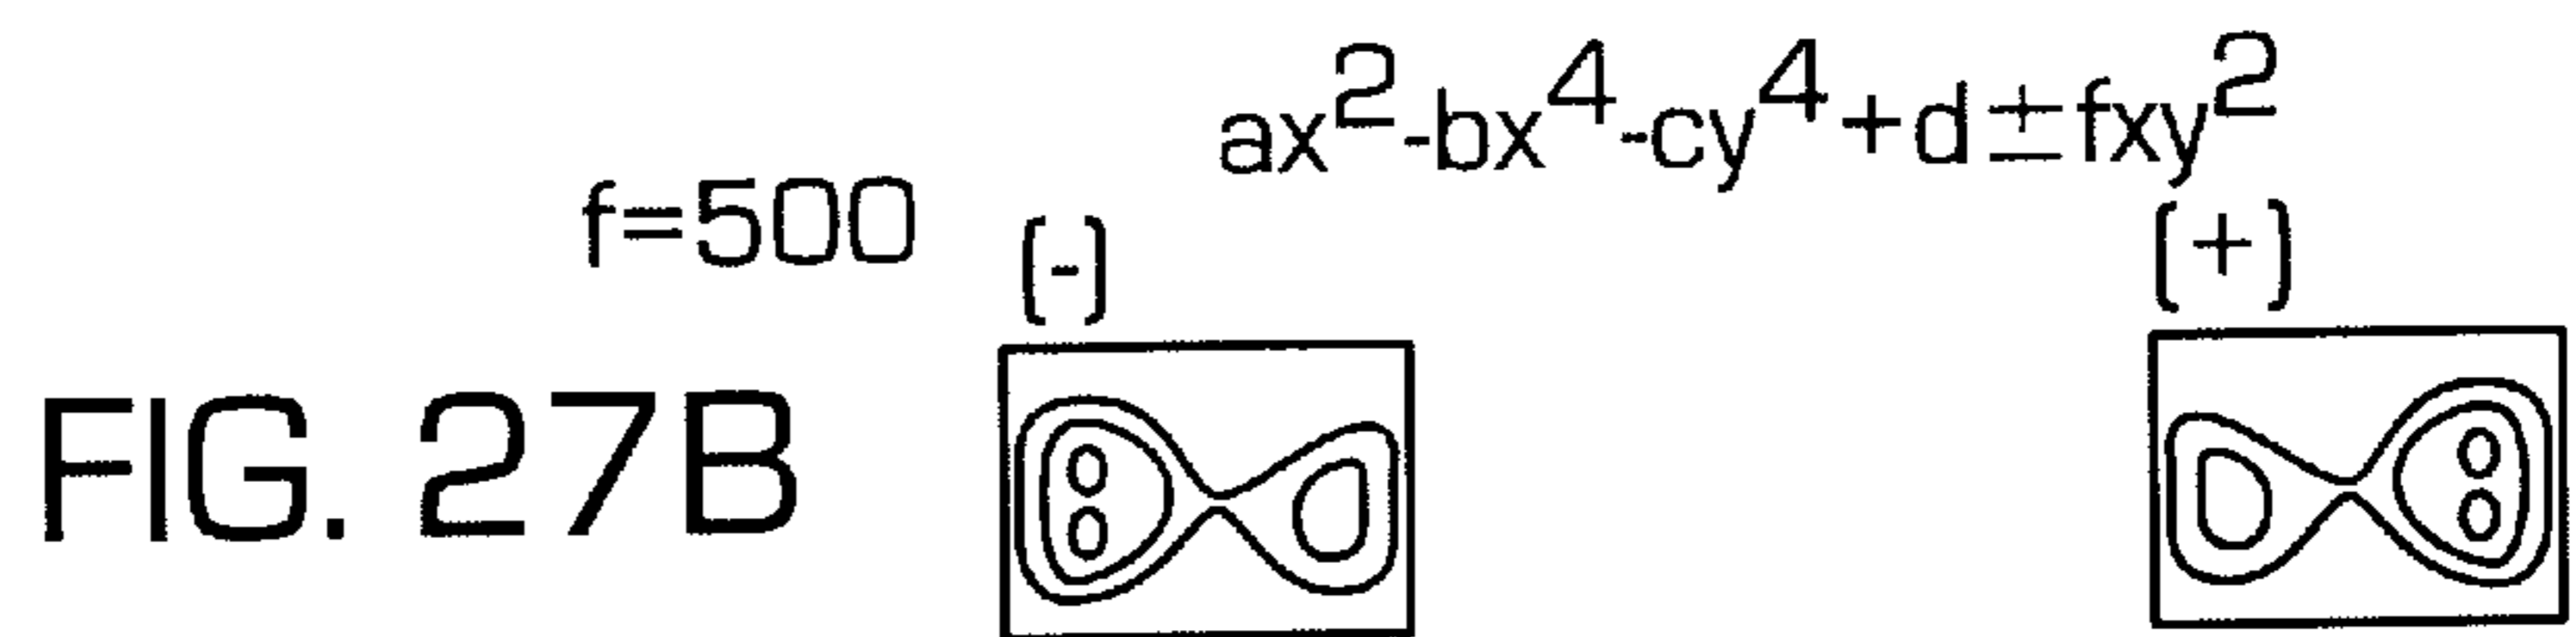 ax²-bx⁴-cy⁴+d±fxy²
f=500
(-)
(+)
FIG. 27B